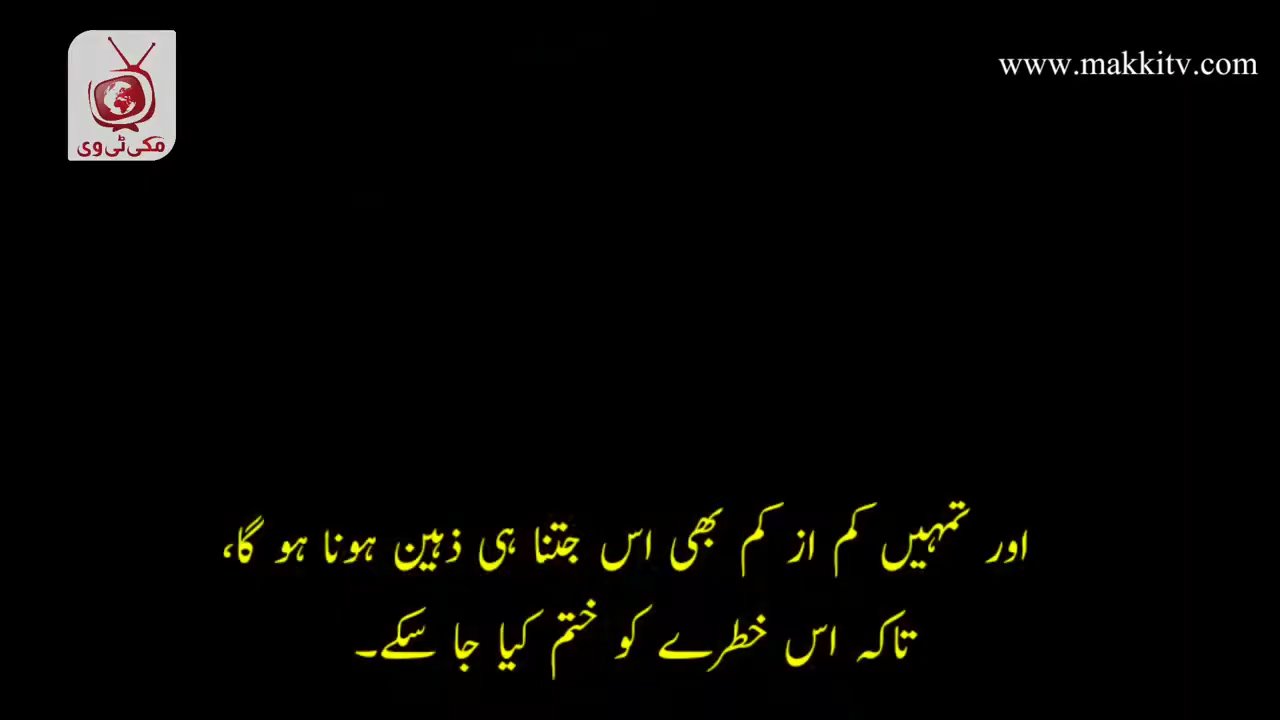 www.makkitv.com
مکی ٹی وی
اور تمہیں کم از کم بھی اس جتنا ہی ذہین ہونا ہو گا،
تاکہ اس خطرے کو ختم کیا جا سکے۔